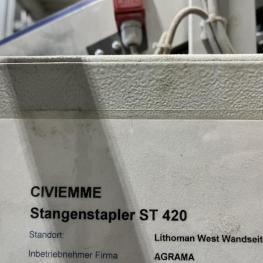 CIVIEMME
Stangenstapler ST 420
Standort: Lithoman West Wandseit
Inbetriebnehmer Firma AGRAMA